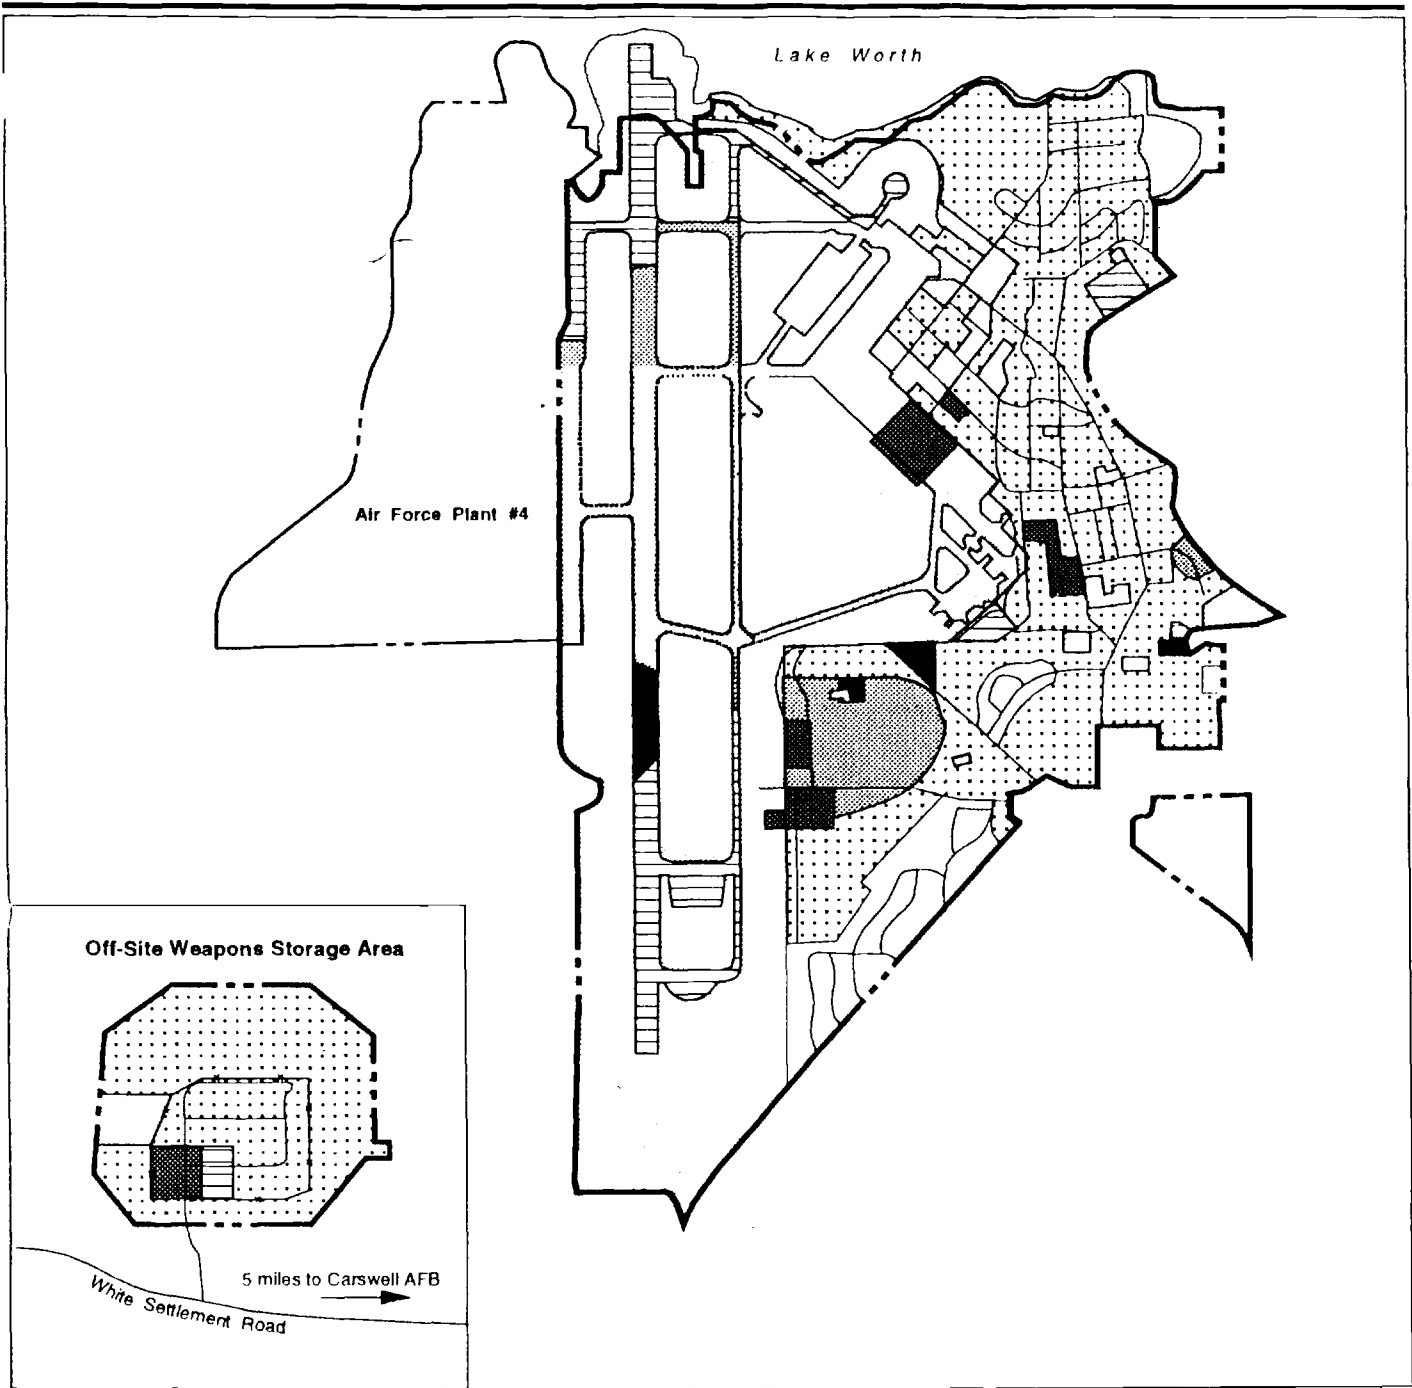 Lake Worth
Air Force Plant #4
Off-Site Weapons Storage Area
5 miles to Carswell AFB
White Settlement Road